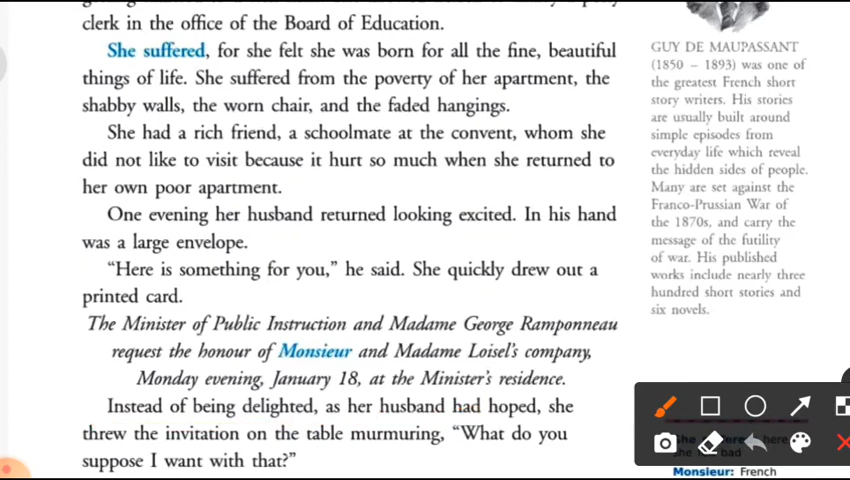 clerk in the office of the Board of Education.
She suffered, for she felt she was born for all the fine, beautiful
things of life. She suffered from the poverty of her apartment, the
shabby walls, the worn chair, and the faded hangings.
She had a rich friend, a schoolmate at the convent, whom she
did not like to visit because it hurt so much when she returned to
her own poor apartment.
One evening her husband returned looking excited. In his hand
was a large envelope.
“Here is something for you,” he said. She quickly drew out a
printed card.
The Minister of Public Instruction and Madame George Ramponneau
request the honour of Monsieur and Madame Loisel's company,
Monday evening, January 18, at the Minister's residence.
Instead of being delighted, as her husband had hoped, she
threw the invitation on the table murmuring, “What do you
suppose I want with that?”
GUY DE MAUPASSANT
(1850 – 1893) was one of
the greatest French short
story writers. His stories
are usually built around
simple episodes from
everyday life which reveal
the hidden sides of people.
Many are set against the
Franco-Prussian War of
the 1870s, and carry the
message of the futility
of war. His published
works include nearly three
hundred short stories and
six novels.
Monsieur: French